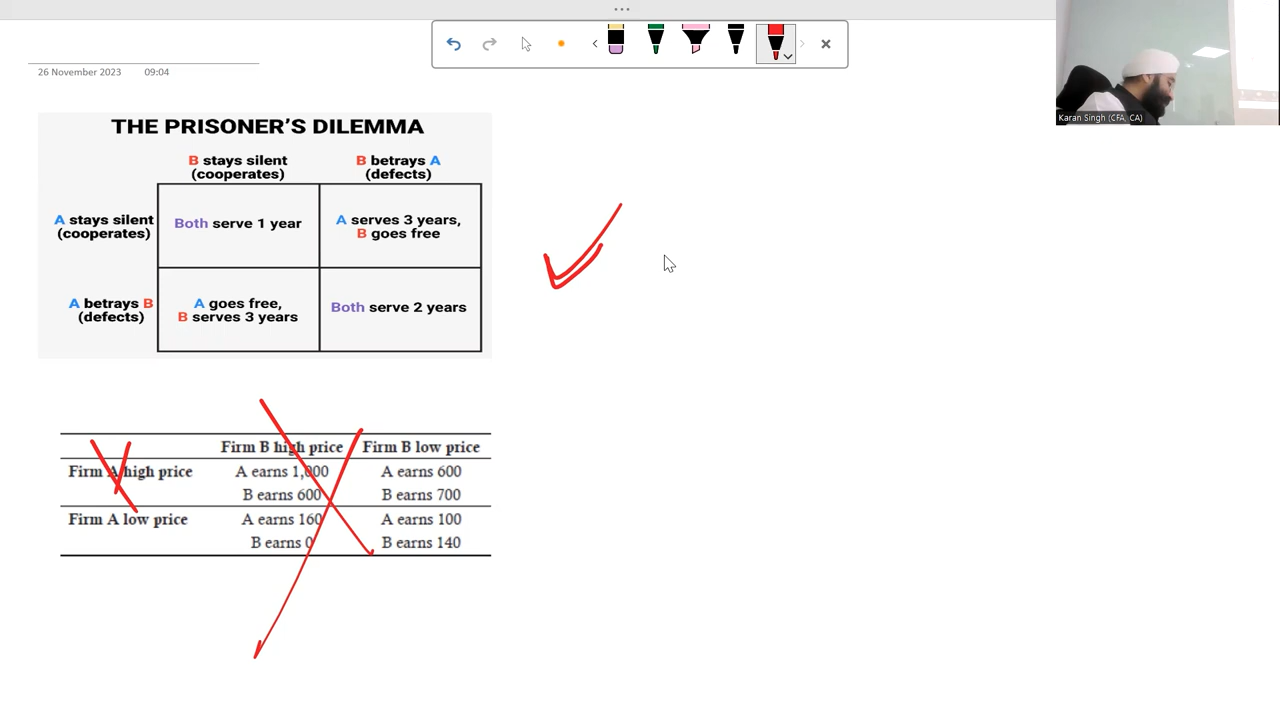 26 November 2023 09:04
Karan Singh (CFA, CA)
THE PRISONER'S DILEMMA
B stays silent (cooperates)
B betrays A (defects)
A stays silent (cooperates)
Both serve 1 year
A serves 3 years,
B goes free
A betrays B (defects)
A goes free,
B serves 3 years
Both serve 2 years
Firm B high price Firm B low price
Firm A high price A earns 1,000 A earns 600
B earns 600 B earns 700
Firm A low price A earns 160 A earns 100
B earns 0 B earns 140